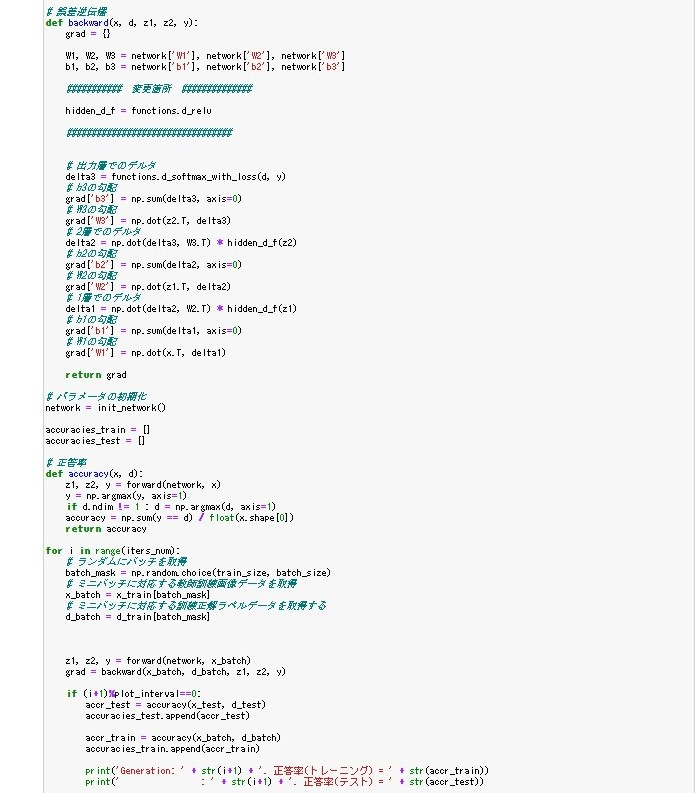 # 誤差逆伝播
def backward(x, d, z1, z2, y):
    grad = {}
    W1, W2, W3 = network['W1'], network['W2'], network['W3']
    b1, b2, b3 = network['b1'], network['b2'], network['b3']
    ########### 変更箇所 ##############
    hidden_d_f = functions.d_relu
    #################################
    # 出力層でのデルタ
    delta3 = functions.d_softmax_with_loss(d, y)
    # b3の勾配
    grad['b3'] = np.sum(delta3, axis=0)
    # W3の勾配
    grad['W3'] = np.dot(z2.T, delta3)
    # 2層でのデルタ
    delta2 = np.dot(delta3, W3.T) * hidden_d_f(z2)
    # b2の勾配
    grad['b2'] = np.sum(delta2, axis=0)
    # W2の勾配
    grad['W2'] = np.dot(z1.T, delta2)
    # 1層でのデルタ
    delta1 = np.dot(delta2, W2.T) * hidden_d_f(z1)
    # b1の勾配
    grad['b1'] = np.sum(delta1, axis=0)
    # W1の勾配
    grad['W1'] = np.dot(x.T, delta1)
    return grad
# パラメータの初期化
network = init_network()
accuracies_train = []
accuracies_test = []
# 正答率
def accuracy(x, d):
    z1, z2, y = forward(network, x)
    y = np.argmax(y, axis=1)
    if d.ndim != 1 : d = np.argmax(d, axis=1)
    accuracy = np.sum(y == d) / float(x.shape[0])
    return accuracy
for i in range(iters_num):
    # ランダムにバッチを取得
    batch_mask = np.random.choice(train_size, batch_size)
    # ミニバッチに対応する教師訓練画像データを取得
    x_batch = x_train[batch_mask]
    # ミニバッチに対応する訓練正解ラベルデータを取得する
    d_batch = d_train[batch_mask]
    z1, z2, y = forward(network, x_batch)
    grad = backward(x_batch, d_batch, z1, z2, y)
    if (i+1)%plot_interval==0:
        accr_test = accuracy(x_test, d_test)
        accuracies_test.append(accr_test)
        accr_train = accuracy(x_batch, d_batch)
        accuracies_train.append(accr_train)
        print('Generation: ' + str(i+1) + '. 正答率(トレーニング) = ' + str(accr_train))
        print('                : ' + str(i+1) + '. 正答率(テスト) = ' + str(accr_test))